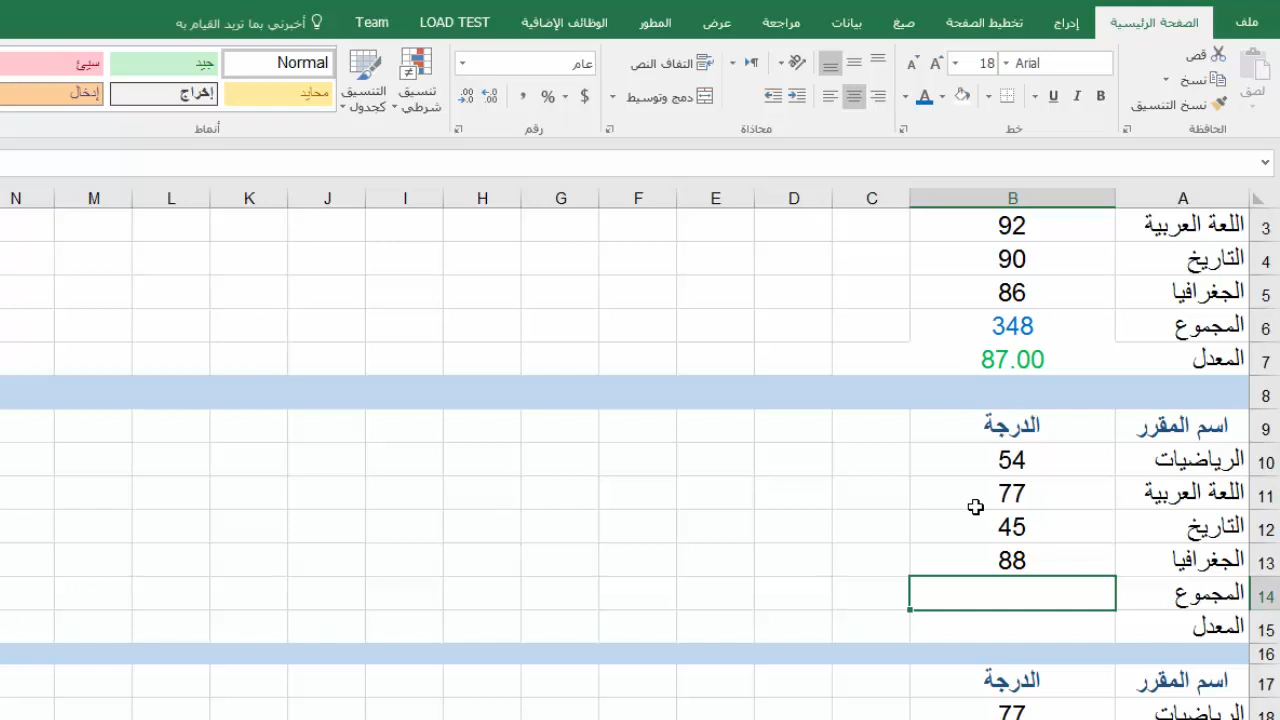 ملف الصفحة الرئيسية إدراج تخطيط الصفحة صيغ بيانات مراجعة عرض المطور الوظائف الإضافية LOAD TEST Team أخبرني بما تريد القيام به
لصق قص نسخ نسخ التنسيق
Arial 18 A A
B I U A
التفاف النص
دمج وتوسيط
عام
$ % ,
تنسيق شرطي التنسيق كجدول
Normal جيد سيئ
محايد إخراج إدخال
الحافظة خط محاذاة رقم أنماط
A B C D E F G H I J K L M N
3 اللغة العربية 92
4 التاريخ 90
5 الجغرافيا 86
6 المجموع 348
7 المعدل 87.00
8
9 اسم المقرر الدرجة
10 الرياضيات 54
11 اللغة العربية 77
12 التاريخ 45
13 الجغرافيا 88
14 المجموع
15 المعدل
16
17 اسم المقرر الدرجة
18 الرياضيات 77